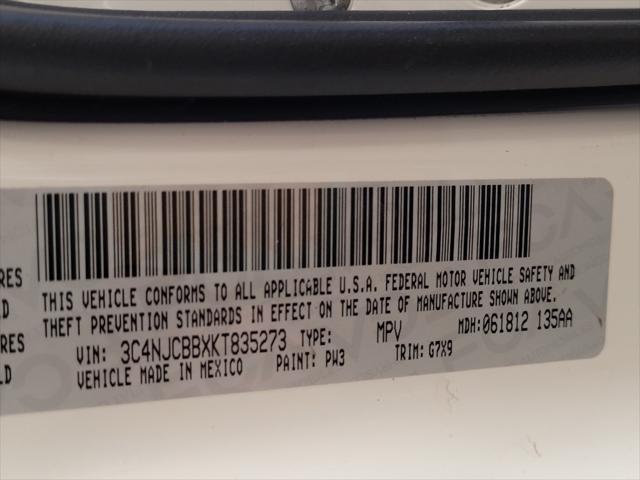 RES
THIS VEHICLE CONFORMS TO ALL APPLICABLE U.S.A. FEDERAL MOTOR VEHICLE SAFETY AND
LD
THEFT PREVENTION STANDARDS IN EFFECT ON THE DATE OF MANUFACTURE SHOWN ABOVE.
RES
VIN: 3C4NJCBBXKT835273 TYPE: MPV MDH:061812 135AA
LD
VEHICLE MADE IN MEXICO PAINT: PW3 TRIM: G7X9